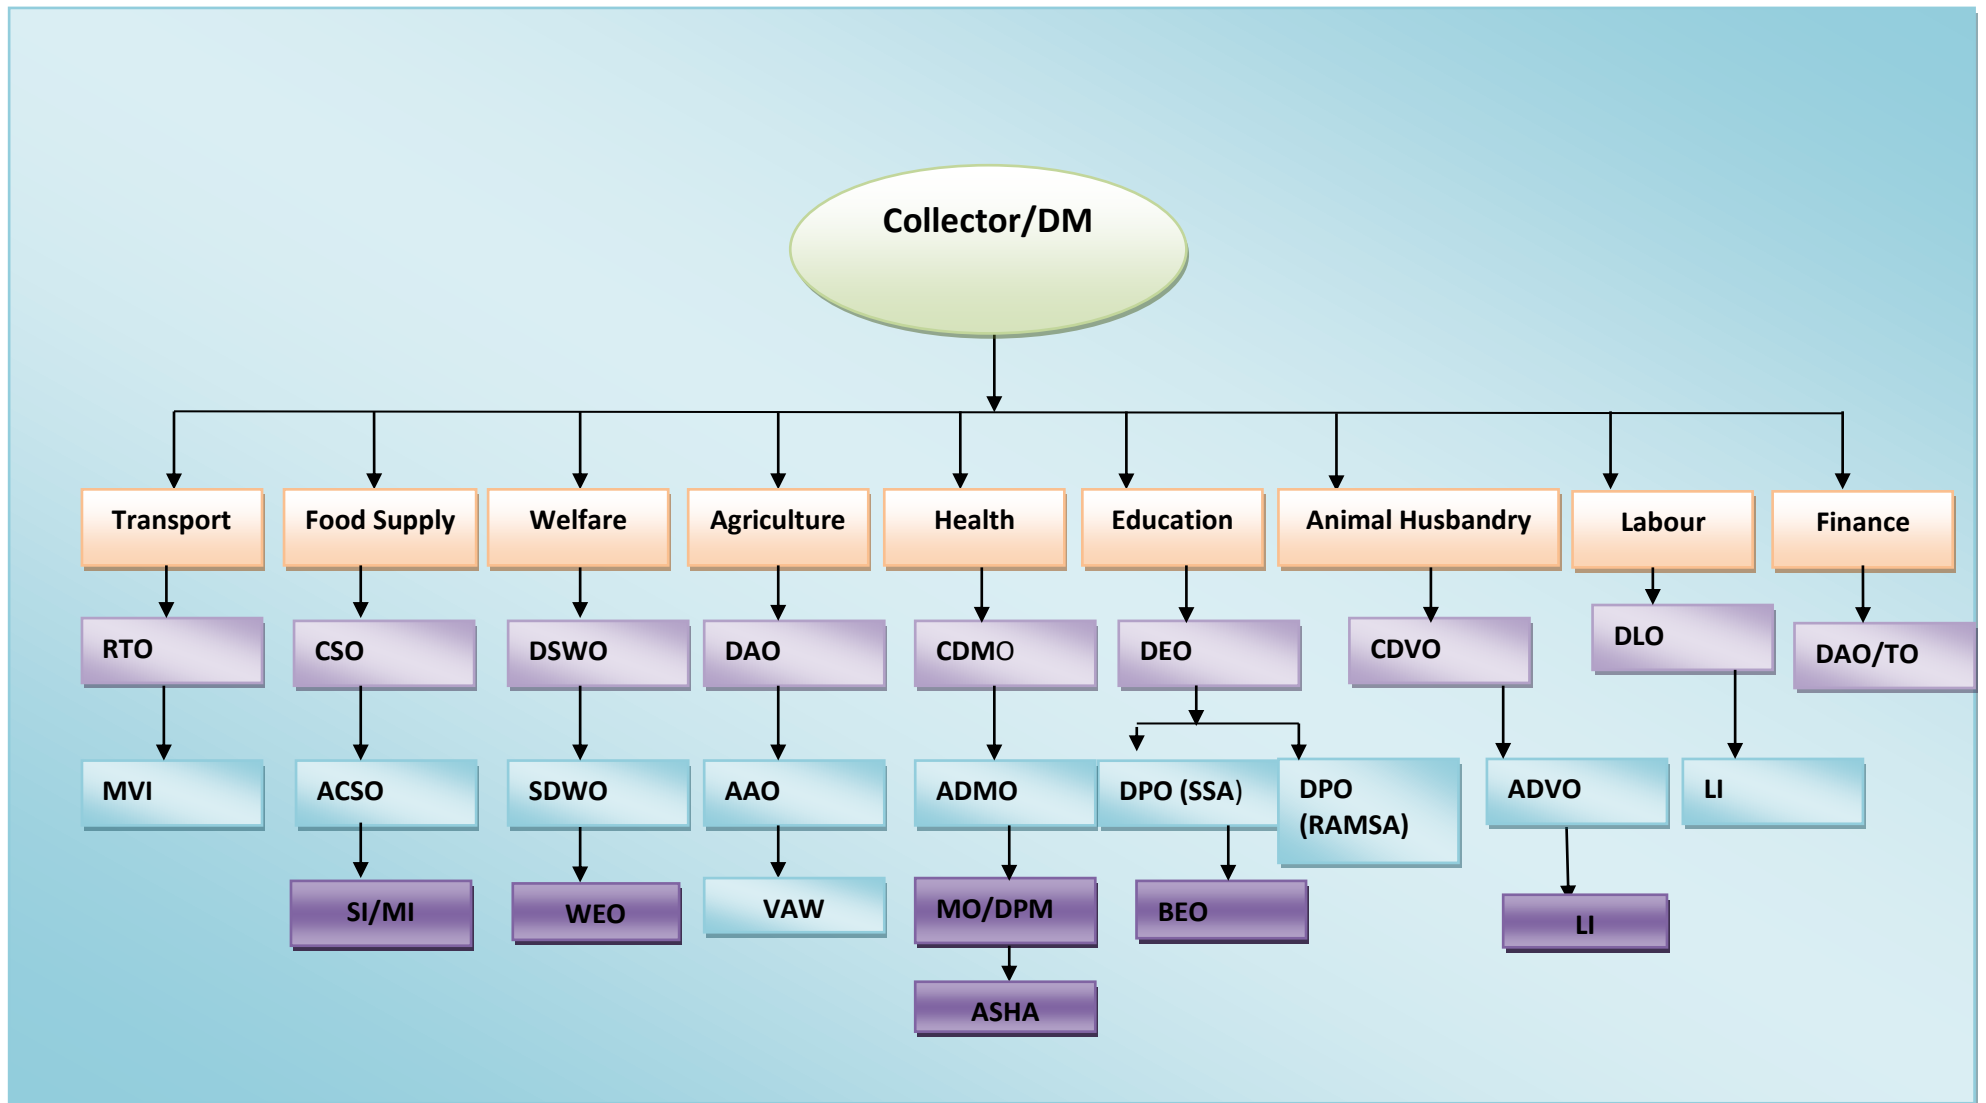 Collector/DM
Transport
Food Supply
Welfare
Agriculture
Health
Education
Animal Husbandry
Labour
Finance
RTO
CSO
DSWO
DAO
CDMO
DEO
CDVO
DLO
DAO/TO
MVI
ACSO
SDWO
AAO
ADMO
DPO (SSA)
DPO
(RAMSA)
ADVO
LI
SI/MI
WEO
VAW
MO/DPM
BEO
LI
ASHA